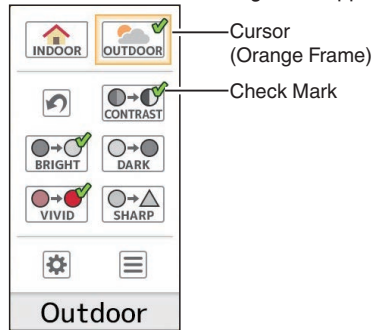 INDOOR OUTDOOR
Cursor
(Orange Frame)
Check Mark
CONTRAST
BRIGHT DARK
VIVID SHARP
Outdoor